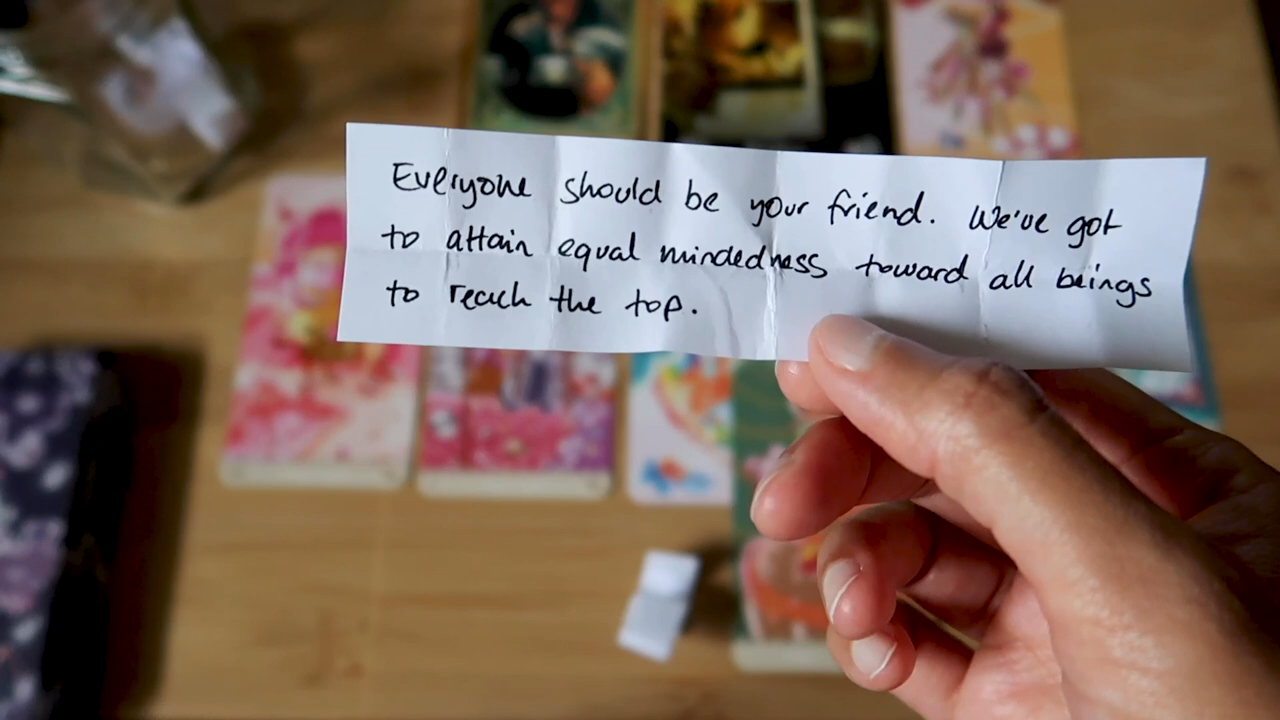 Everyone should be your friend. We've got
to attain equal mindedness toward all beings
to reach the top.